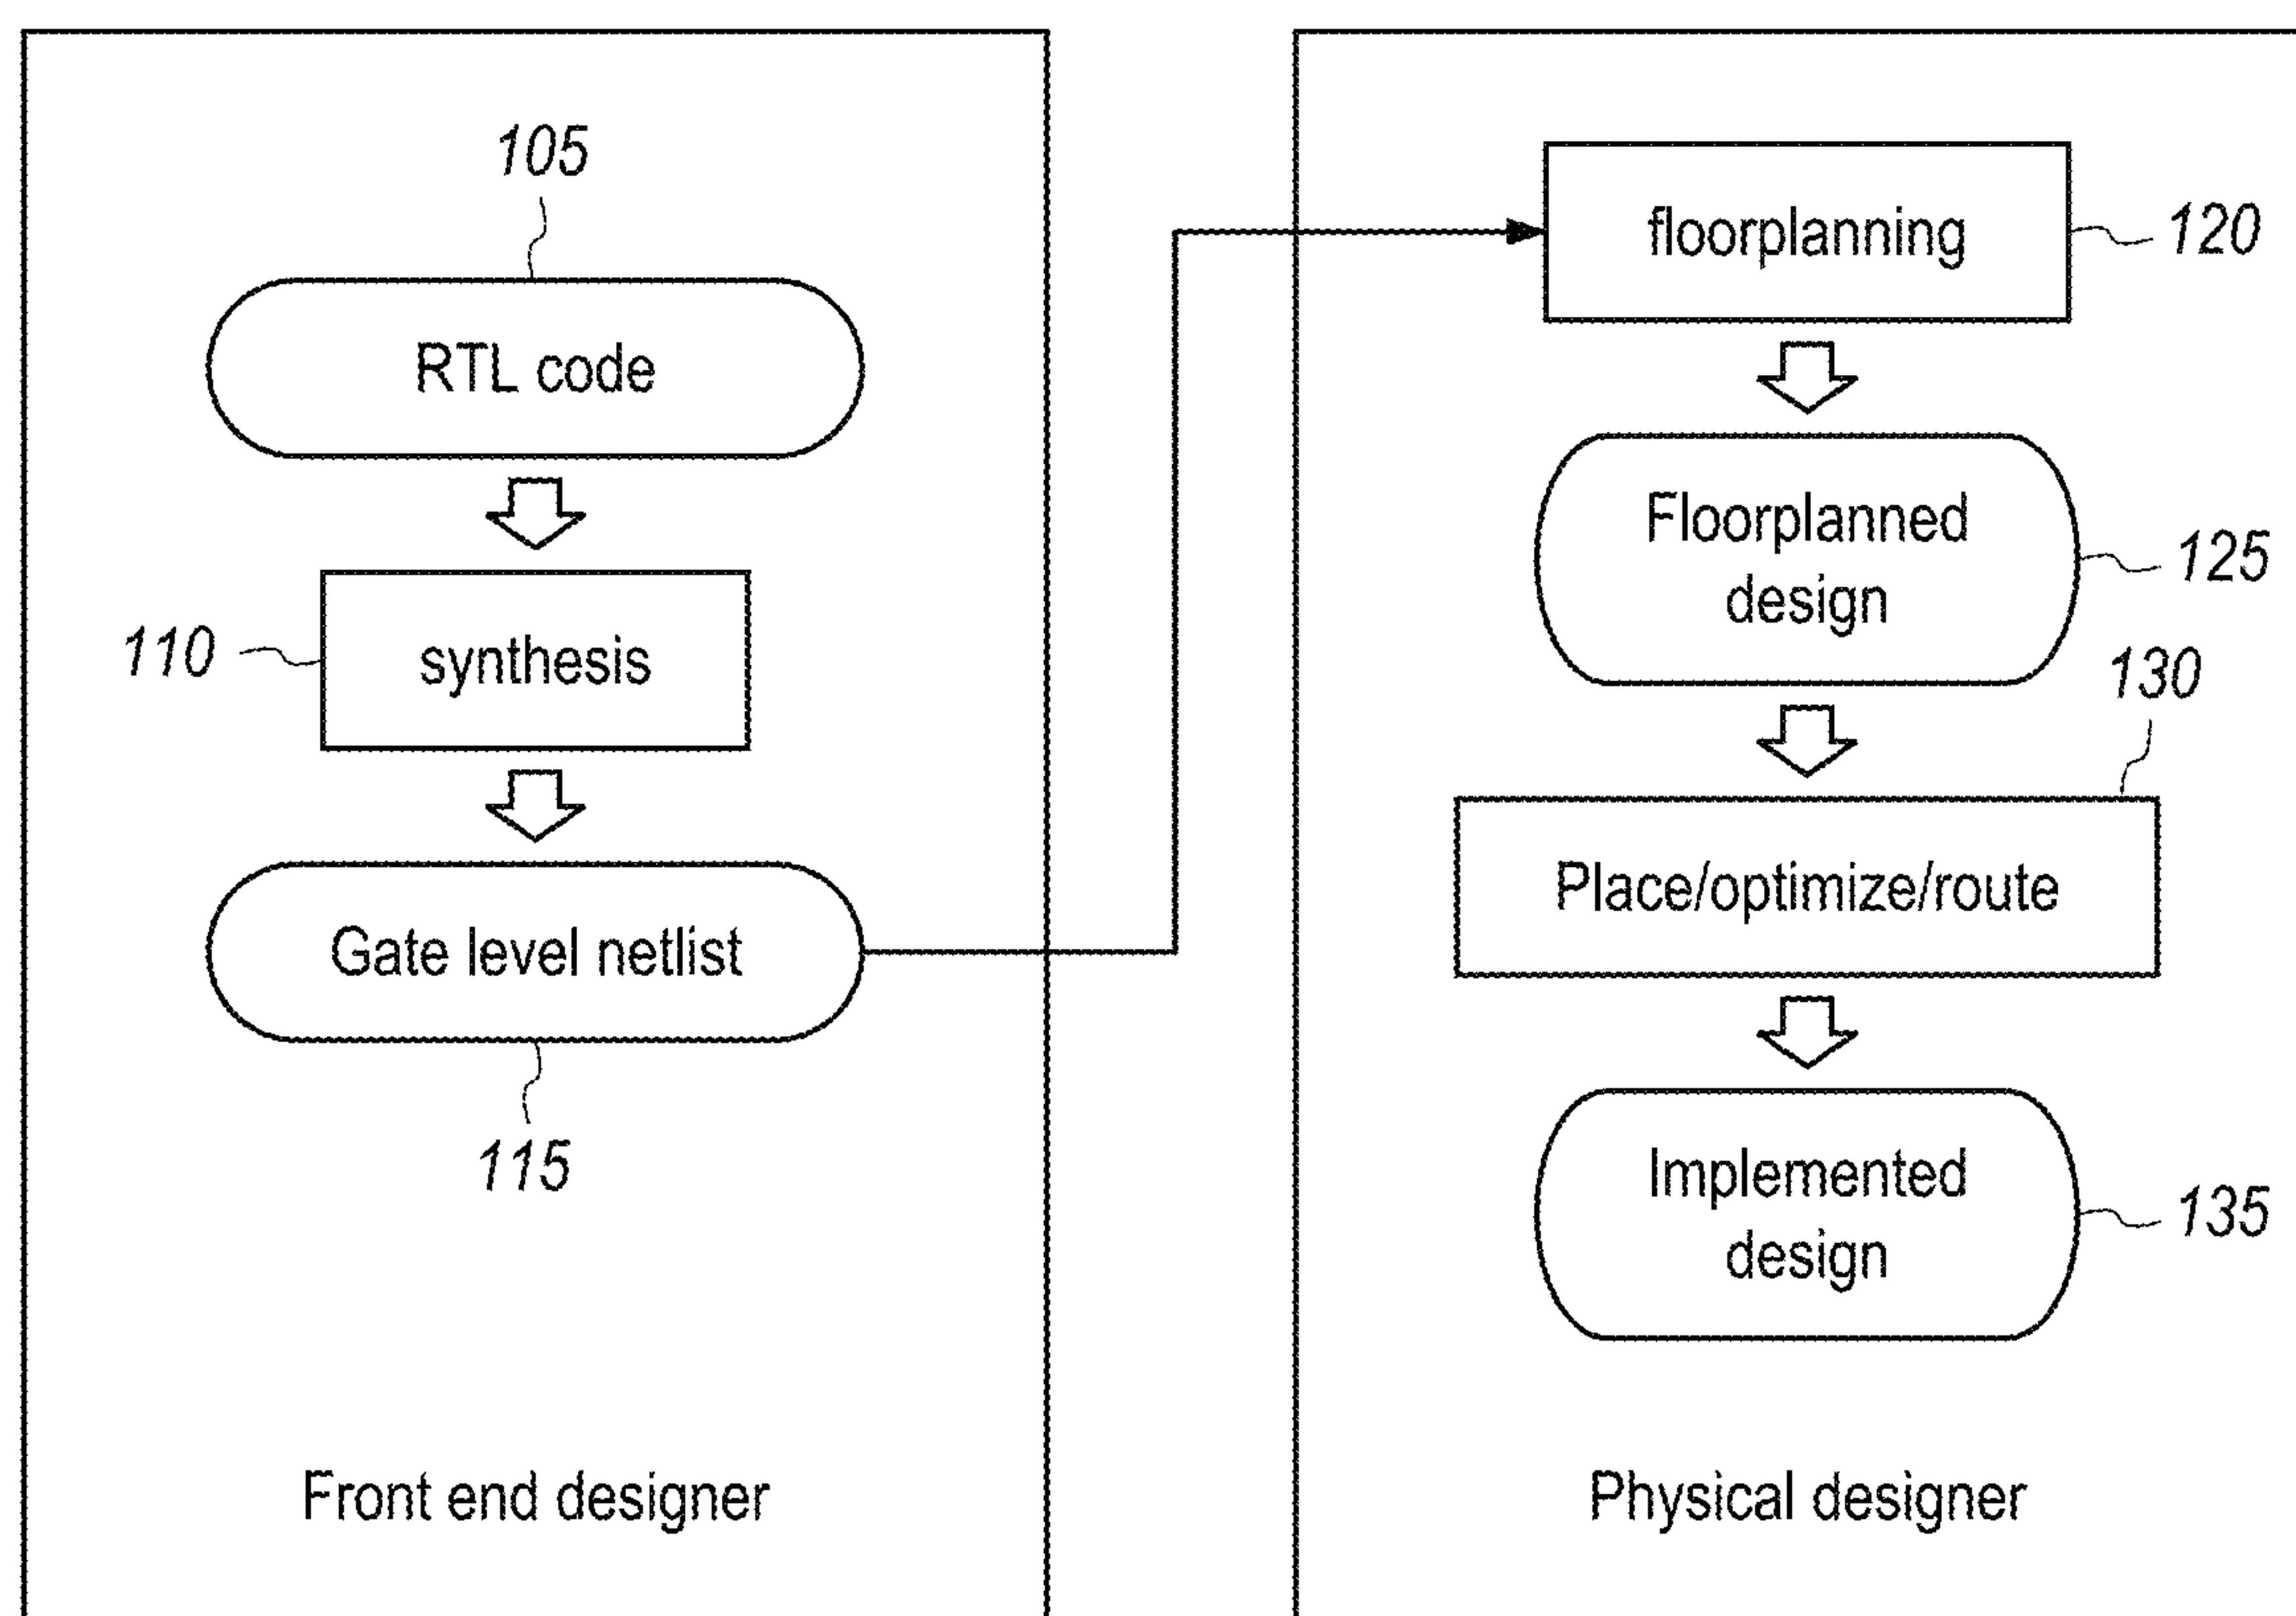 105
RTL code
110
synthesis
Gate level netlist
115
Front end designer
floorplanning
120
Floorplanned
design
125
130
Place/optimize/route
Implemented
design
135
Physical designer